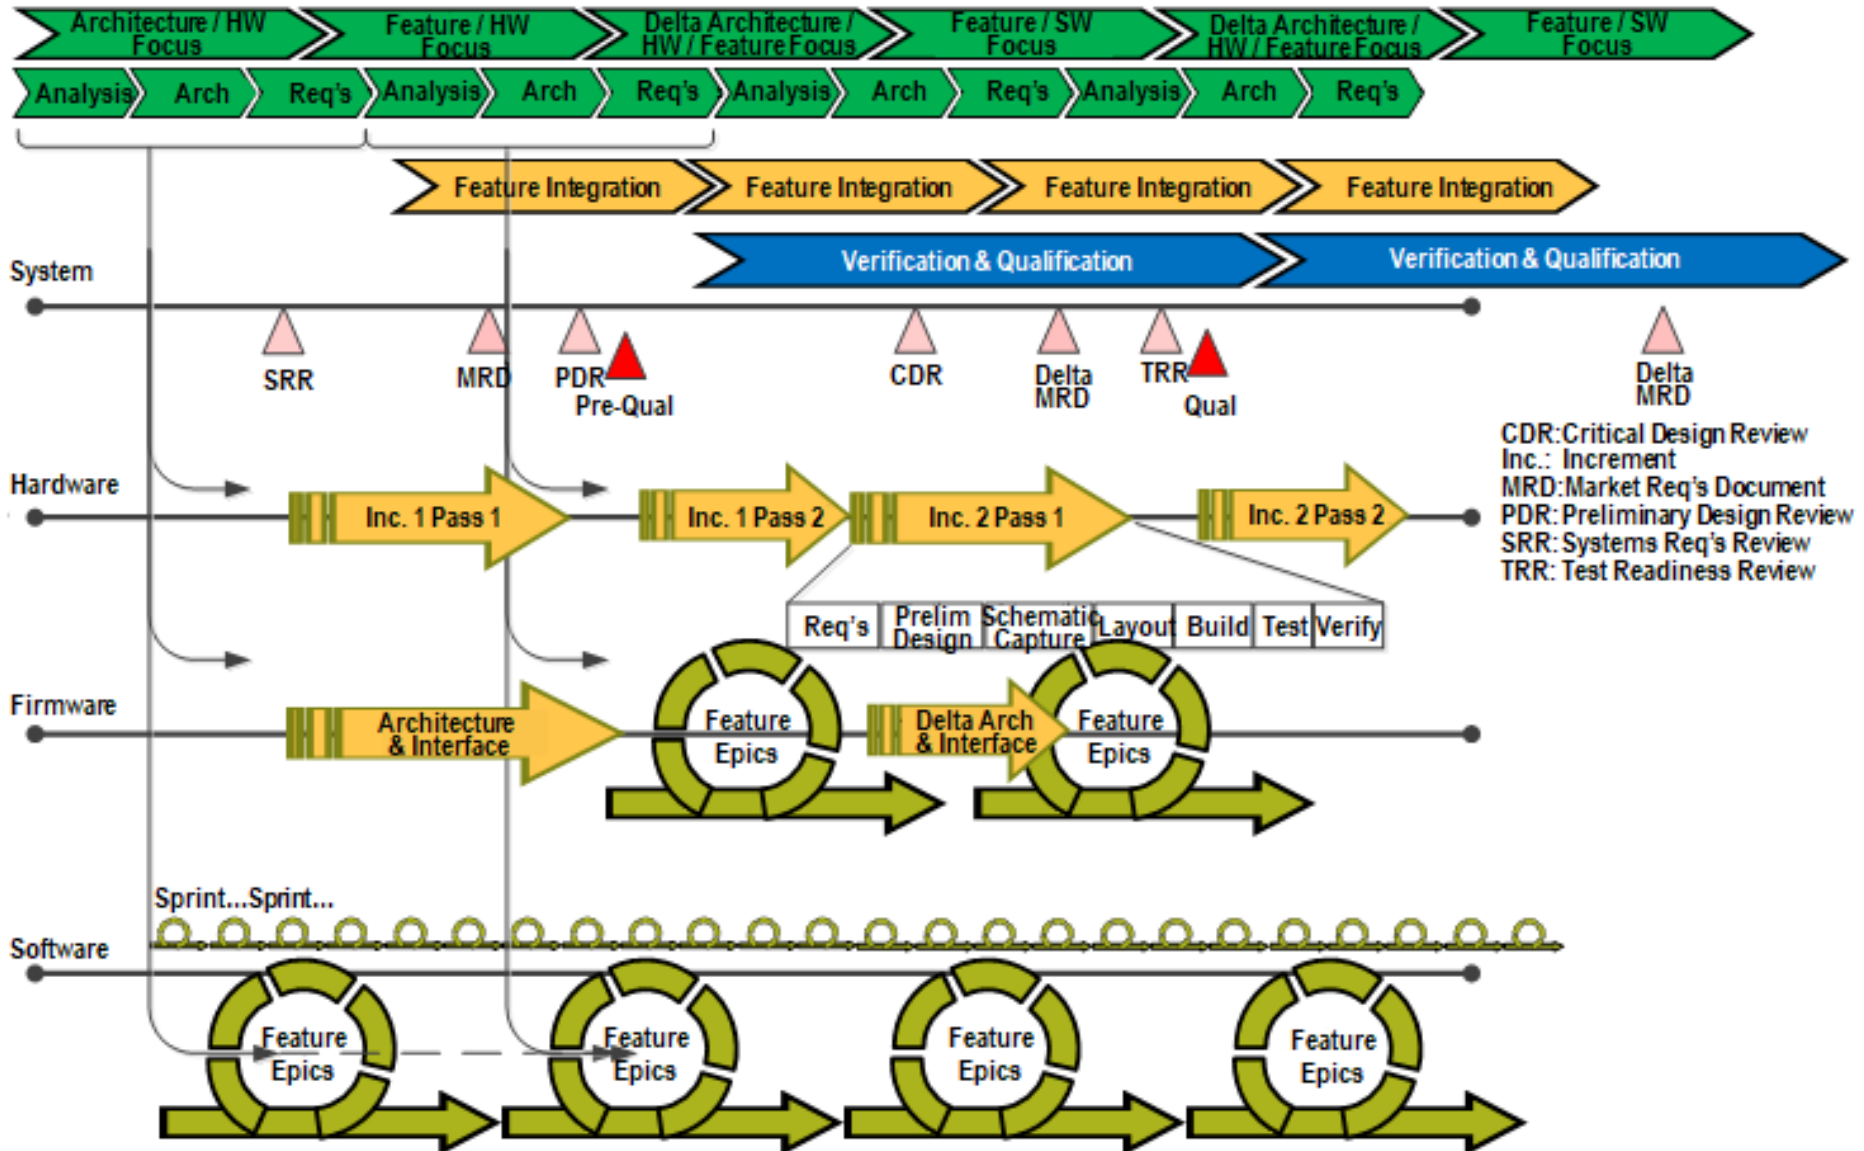 Architecture / HW
Focus
Feature / HW
Focus
Delta Architecture /
HW / Feature Focus
Feature / SW
Focus
Delta Architecture /
HW / Feature Focus
Feature / SW
Focus
Analysis
Arch
Req's
Analysis
Arch
Req's
Analysis
Arch
Req's
Analysis
Arch
Req's
Feature Integration
Feature Integration
Feature Integration
Feature Integration
Verification & Qualification
Verification & Qualification
System
SRR
MRD
PDR
Pre-Qual
CDR
Delta
MRD
TRR
Qual
Delta
MRD
CDR: Critical Design Review
Inc.: Increment
MRD: Market Req's Document
PDR: Preliminary Design Review
SRR: Systems Req's Review
TRR: Test Readiness Review
Hardware
Inc. 1 Pass 1
Inc. 1 Pass 2
Inc. 2 Pass 1
Inc. 2 Pass 2
Req's
Prelim
Design
Schematic
Capture
Layout
Build
Test
Verify
Firmware
Architecture
& Interface
Feature
Epics
Delta Arch
& Interface
Feature
Epics
Sprint...Sprint...
Software
Feature
Epics
Feature
Epics
Feature
Epics
Feature
Epics